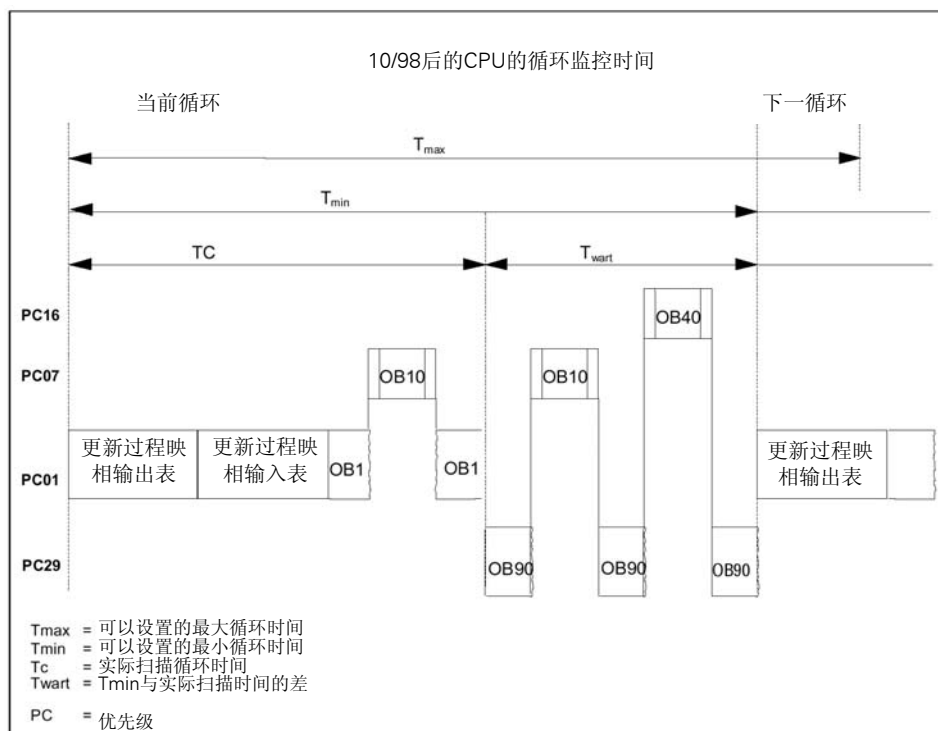 10/98后的CPU的循环监控时间
当前循环
下一循环
Tmax
Tmin
TC
Twart
PC16
OB40
PC07
OB10
OB10
PC01
更新过程映
相输出表
更新过程映
相输入表
OB1
OB1
更新过程映
相输出表
PC29
OB90
OB90
OB90
Tmax = 可以设置的最大循环时间
Tmin = 可以设置的最小循环时间
Tc = 实际扫描循环时间
Twart = Tmin与实际扫描时间的差
PC = 优先级